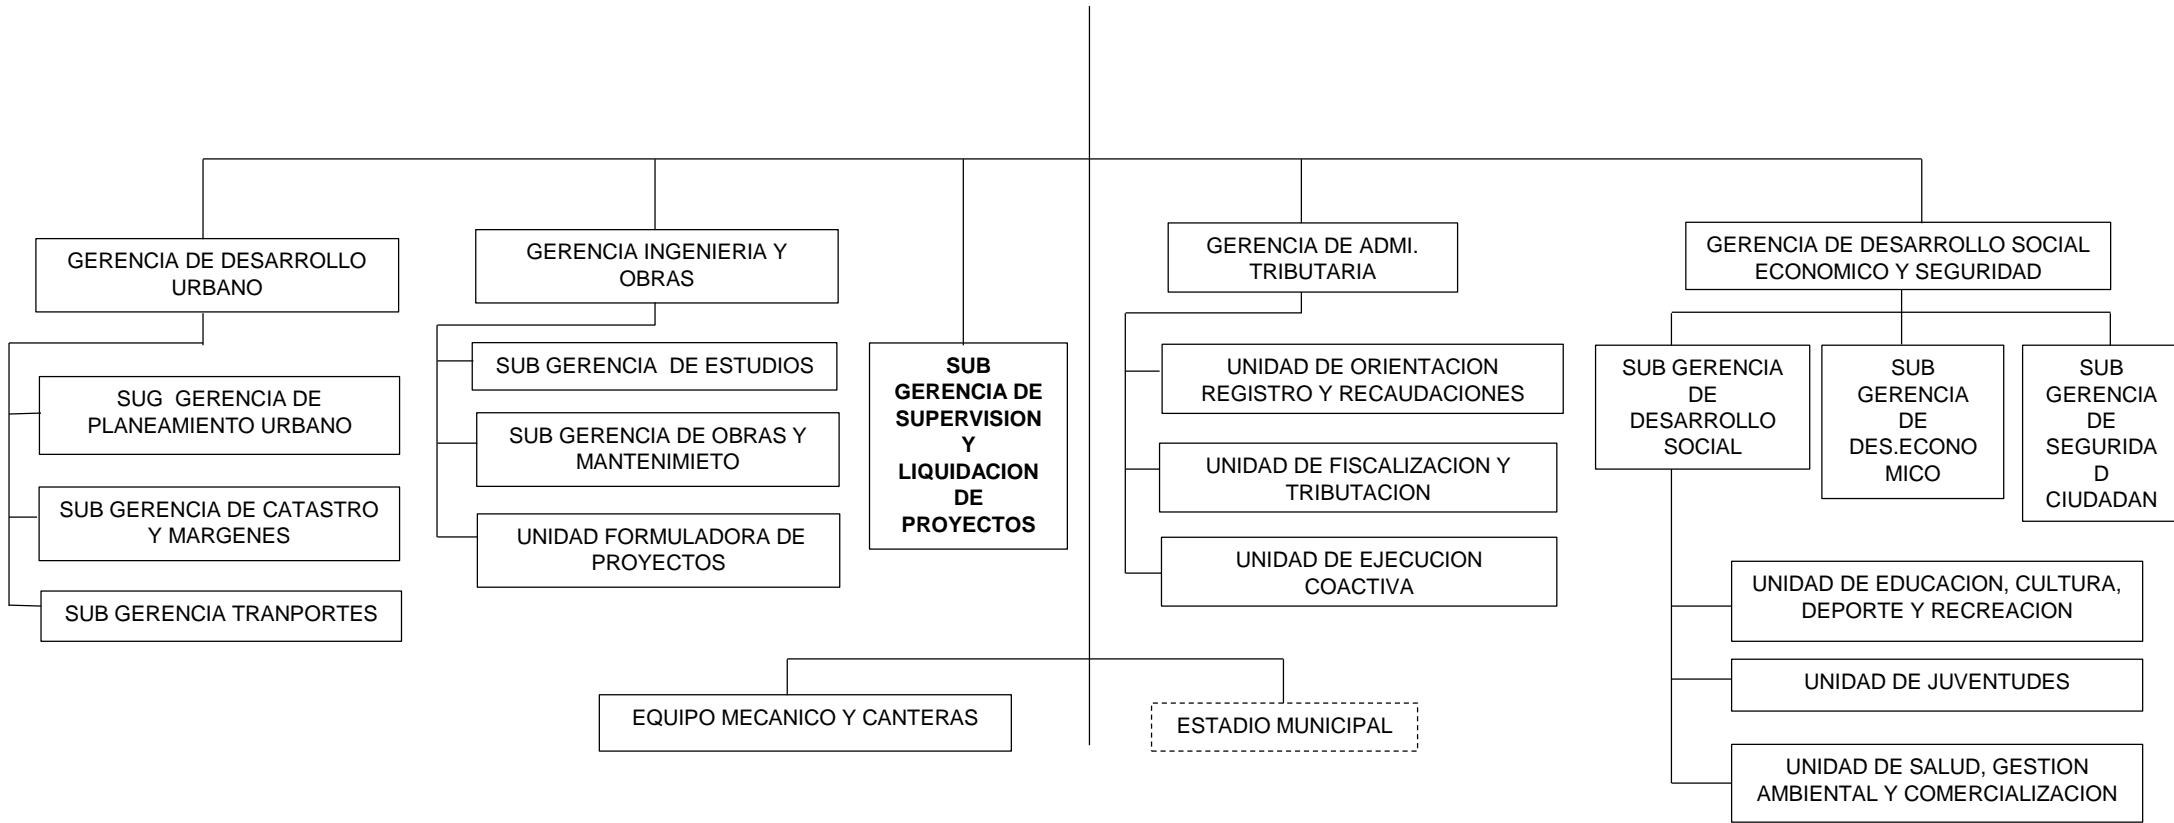 GERENCIA DE DESARROLLO
URBANO
SUG GERENCIA DE
PLANEAMIENTO URBANO
SUB GERENCIA DE CATASTRO
Y MARGENES
SUB GERENCIA TRANPORTES
GERENCIA INGENIERIA Y
OBRAS
SUB GERENCIA DE ESTUDIOS
SUB GERENCIA DE OBRAS Y
MANTENIMIETO
UNIDAD FORMULADORA DE
PROYECTOS
SUB
GERENCIA DE
SUPERVISION
Y
LIQUIDACION
DE
PROYECTOS
GERENCIA DE ADMI.
TRIBUTARIA
UNIDAD DE ORIENTACION
REGISTRO Y RECAUDACIONES
UNIDAD DE FISCALIZACION Y
TRIBUTACION
UNIDAD DE EJECUCION
COACTIVA
GERENCIA DE DESARROLLO SOCIAL
ECONOMICO Y SEGURIDAD
SUB GERENCIA
DE
DESARROLLO
SOCIAL
SUB
GERENCIA
DE
DES.ECONO
MICO
SUB
GERENCIA
DE
SEGURIDA
D
CIUDADAN
UNIDAD DE EDUCACION, CULTURA,
DEPORTE Y RECREACION
UNIDAD DE JUVENTUDES
UNIDAD DE SALUD, GESTION
AMBIENTAL Y COMERCIALIZACION
EQUIPO MECANICO Y CANTERAS
ESTADIO MUNICIPAL